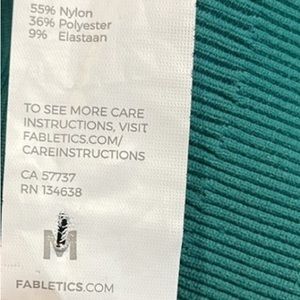 55% Nylon
36% Polyester
9% Elastaan
TO SEE MORE CARE
INSTRUCTIONS, VISIT
FABLETICS.COM/
CAREINSTRUCTIONS
CA 57737
RN 134638
M
FABLETICS.COM